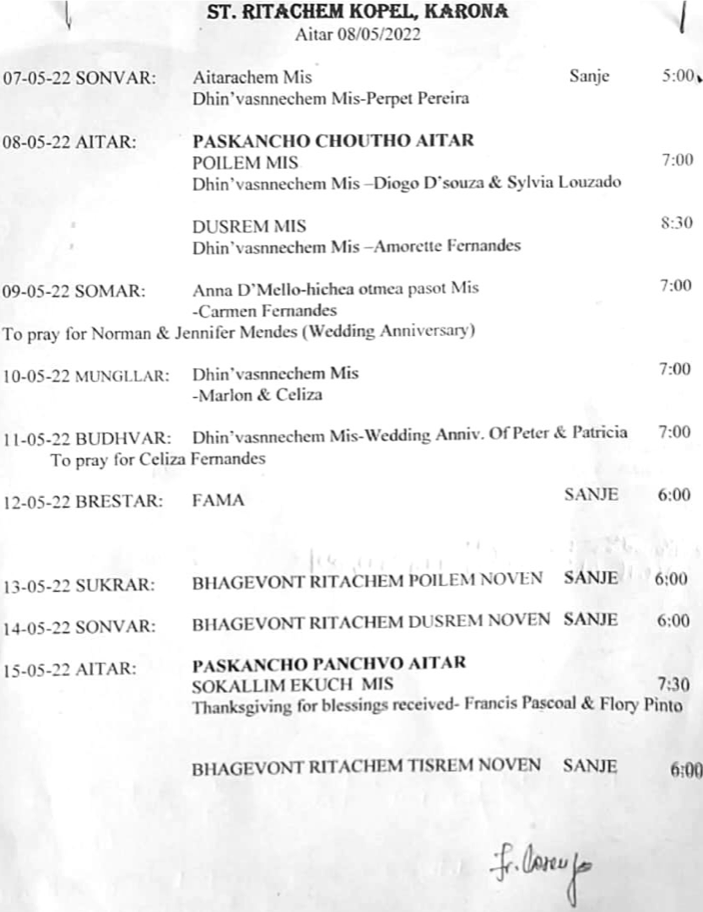 ST. RITACHEM KOPEL, KARONA
Aitar 08/05/2022
07-05-22 SONVAR: Aitarachem Mis Sanje 5:00
Dhin'vasnnechem Mis-Perpet Pereira
08-05-22 AITAR: PASKANCHO CHOUTHO AITAR
POILEM MIS 7:00
Dhin'vasnnechem Mis –Diogo D'souza & Sylvia Louzado
DUSREM MIS 8:30
Dhin'vasnnechem Mis –Amorette Fernandes
09-05-22 SOMAR: Anna D'Mello-hichea otmea pasot Mis 7:00
-Carmen Fernandes
To pray for Norman & Jennifer Mendes (Wedding Anniversary)
10-05-22 MUNGLLAR: Dhin'vasnnechem Mis 7:00
-Marlon & Celiza
11-05-22 BUDHVAR: Dhin'vasnnechem Mis-Wedding Anniv. Of Peter & Patricia 7:00
To pray for Celiza Fernandes
12-05-22 BRESTAR: FAMA SANJE 6:00
13-05-22 SUKRAR: BHAGEVONT RITACHEM POILEM NOVEN SANJE 6:00
14-05-22 SONVAR: BHAGEVONT RITACHEM DUSREM NOVEN SANJE 6:00
15-05-22 AITAR: PASKANCHO PANCHVO AITAR
SOKALLIM EKUCH MIS 7:30
Thanksgiving for blessings received- Francis Pascoal & Flory Pinto
BHAGEVONT RITACHEM TISREM NOVEN SANJE 6:00
Fr.